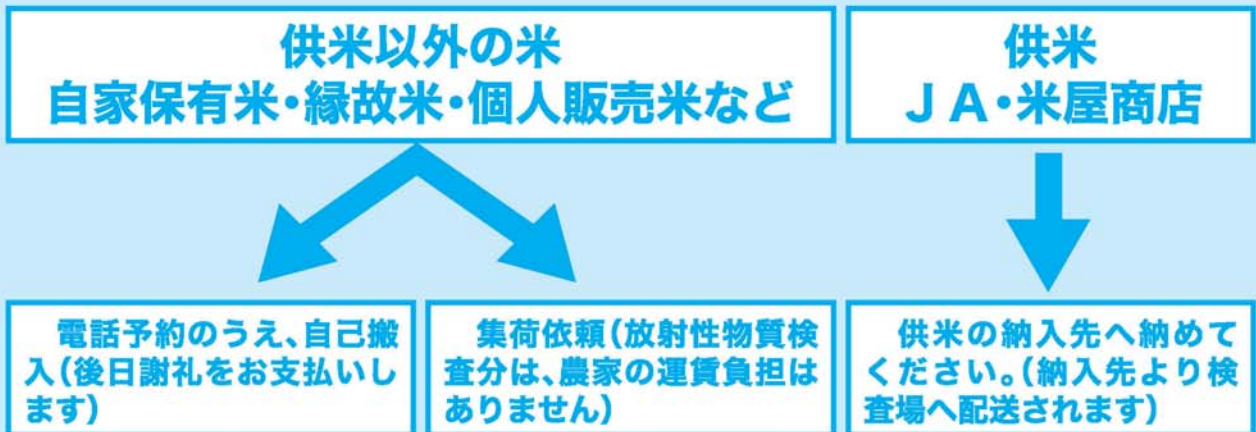 供米以外の米
自家保有米・縁故米・個人販売米など
供米
ＪＡ・米屋商店
電話予約のうえ、自己搬
入（後日謝礼をお支払いし
ます）
集荷依頼（放射性物質検
査分は、農家の運賃負担は
ありません）
供米の納入先へ納めて
ください。（納入先より検
査場へ配送されます）